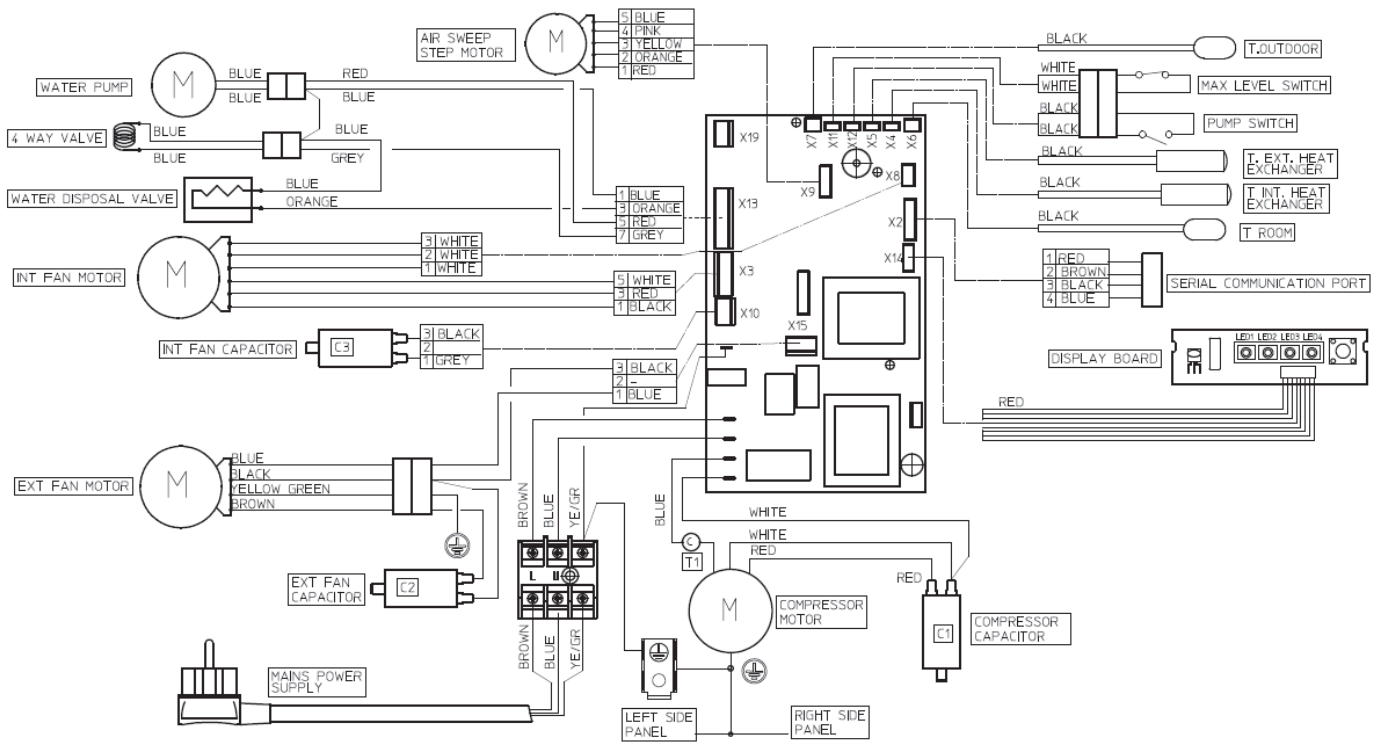 AIR SWEEP
STEP MOTOR
M
5 BLUE
4 PINK
3 YELLOW
2 ORANGE
1 RED
WATER PUMP
M
BLUE
BLUE
RED
BLUE
4 WAY VALVE
BLUE
BLUE
BLUE
GREY
WATER DISPOSAL VALVE
BLUE
ORANGE
1 BLUE
3 ORANGE
5 RED
7 GREY
INT FAN MOTOR
M
3 WHITE
2 WHITE
1 WHITE
5 WHITE
3 RED
1 BLACK
INT FAN CAPACITOR
C3
3 BLACK
2
1 GREY
3 BLACK
2 -
1 BLUE
EXT FAN MOTOR
M
BLUE
BLACK
YELLOW GREEN
BROWN
EXT FAN
CAPACITOR
C2
X19
X13
X3
X10
X15
X9
X7
X11
X12
X5
X4
X6
X8
X2
X14
BLACK
T.OUTDOOR
WHITE
WHITE
MAX LEVEL SWITCH
BLACK
BLACK
PUMP SWITCH
BLACK
T. EXT. HEAT
EXCHANGER
BLACK
T INT. HEAT
EXCHANGER
BLACK
T ROOM
1 RED
2 BROWN
3 BLACK
4 BLUE
SERIAL COMMUNICATION PORT
DISPLAY BOARD
LED1 LED2 LED3 LED4
RED
BROWN
BLUE
YE/GR
L
BROWN
BLUE
YE/GR
MAINS POWER
SUPPLY
BLUE
C
T1
WHITE
WHITE
RED
M
COMPRESSOR
MOTOR
RED
C1
COMPRESSOR
CAPACITOR
LEFT SIDE
PANEL
RIGHT SIDE
PANEL